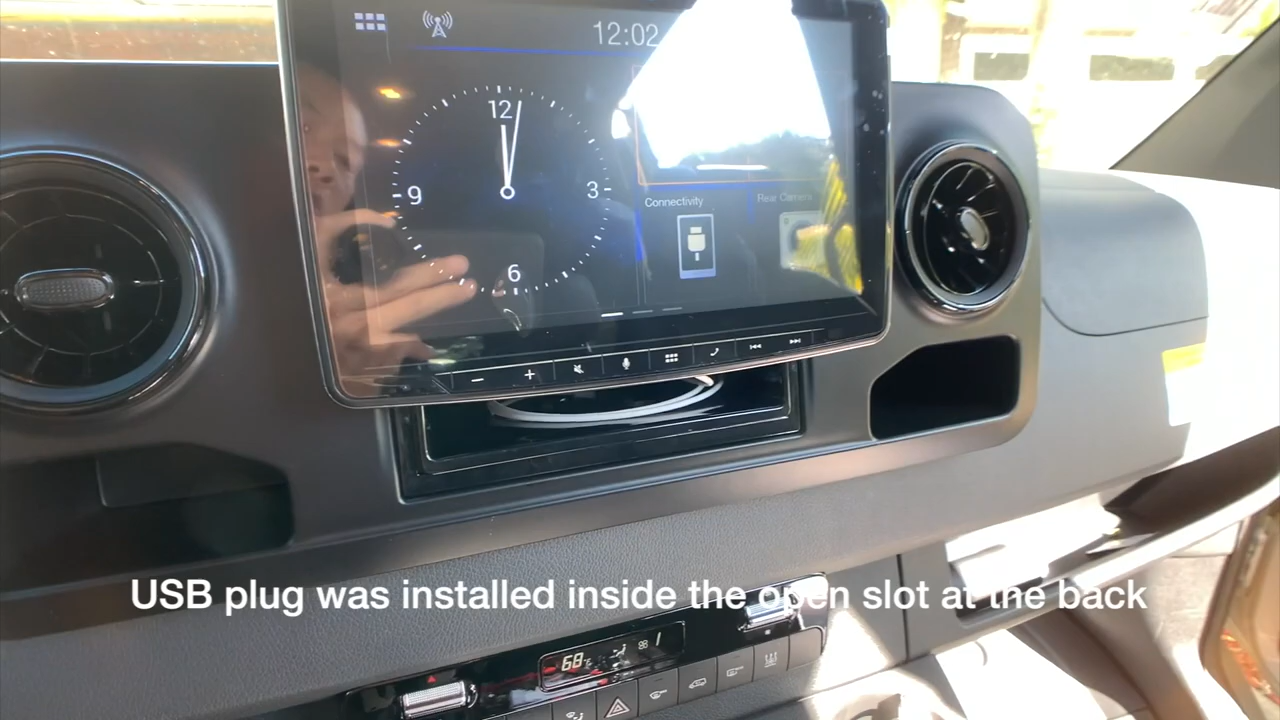 12:02
12
9
3
6
Connectivity
Rear Camera
USB plug was installed inside the open slot at the back
68°F